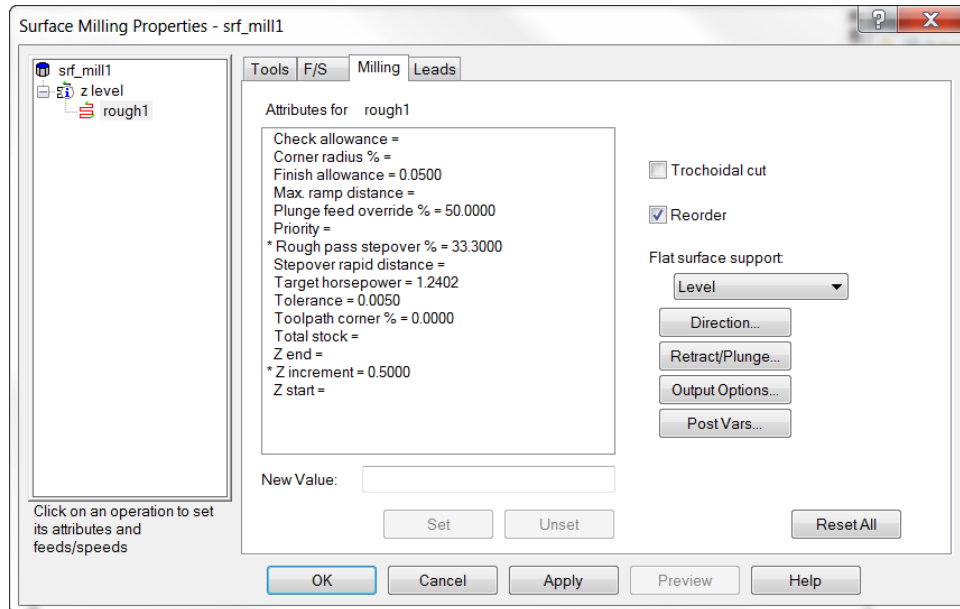 Surface Milling Properties - srf_mill1
srf_mill1
z level
rough1
Click on an operation to set
its attributes and
feeds/speeds
Tools F/S Milling Leads
Attributes for rough1
Check allowance =
Corner radius % =
Finish allowance = 0.0500
Max. ramp distance =
Plunge feed override % = 50.0000
Priority =
* Rough pass stepover % = 33.3000
Stepover rapid distance =
Target horsepower = 1.2402
Tolerance = 0.0050
Toolpath corner % = 0.0000
Total stock =
Z end =
* Z increment = 0.5000
Z start =
New Value:
Set Unset
Trochoidal cut
Reorder
Flat surface support:
Level
Direction...
Retract/Plunge...
Output Options...
Post Vars...
Reset All
OK Cancel Apply Preview Help